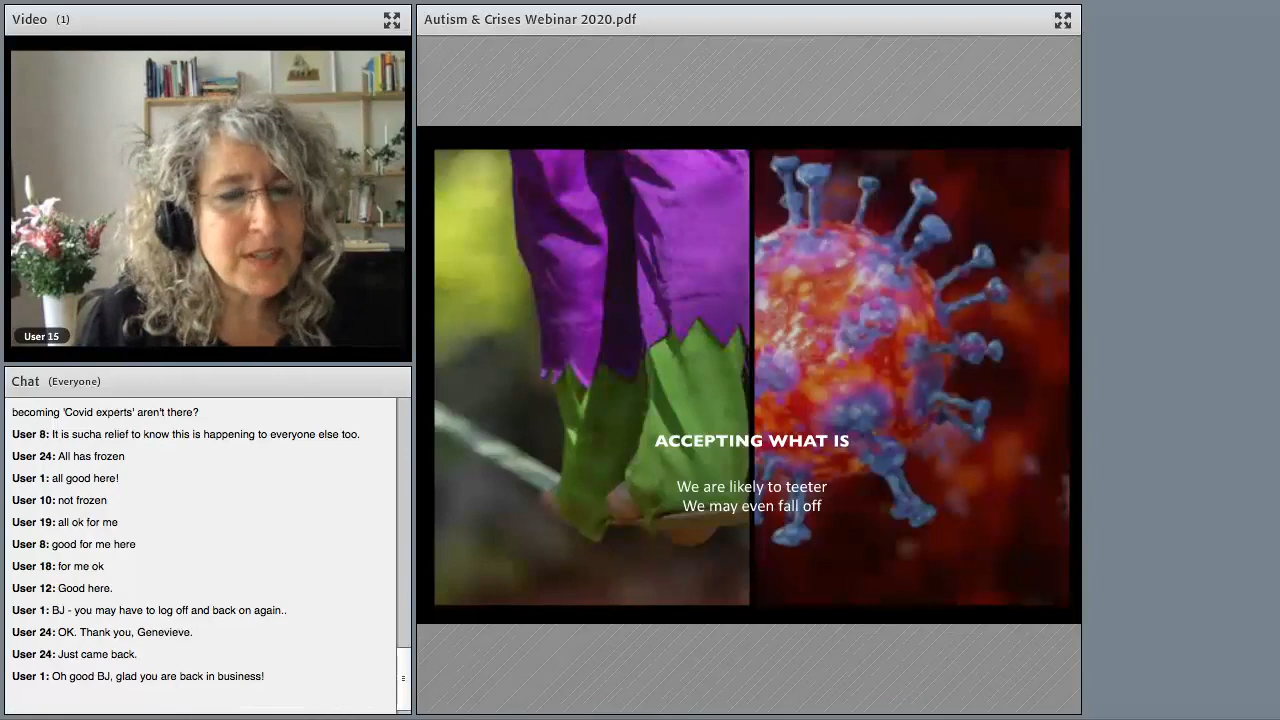 Video (1)
User 15
Chat (Everyone)
becoming 'Covid experts' aren't there?
User 8: It is sucha relief to know this is happening to everyone else too.
User 24: All has frozen
User 1: all good here!
User 10: not frozen
User 19: all ok for me
User 8: good for me here
User 18: for me ok
User 12: Good here.
User 1: BJ - you may have to log off and back on again..
User 24: OK. Thank you, Genevieve.
User 24: Just came back.
User 1: Oh good BJ, glad you are back in business!
Autism & Crises Webinar 2020.pdf
ACCEPTING WHAT IS
We are likely to teeter
We may even fall off